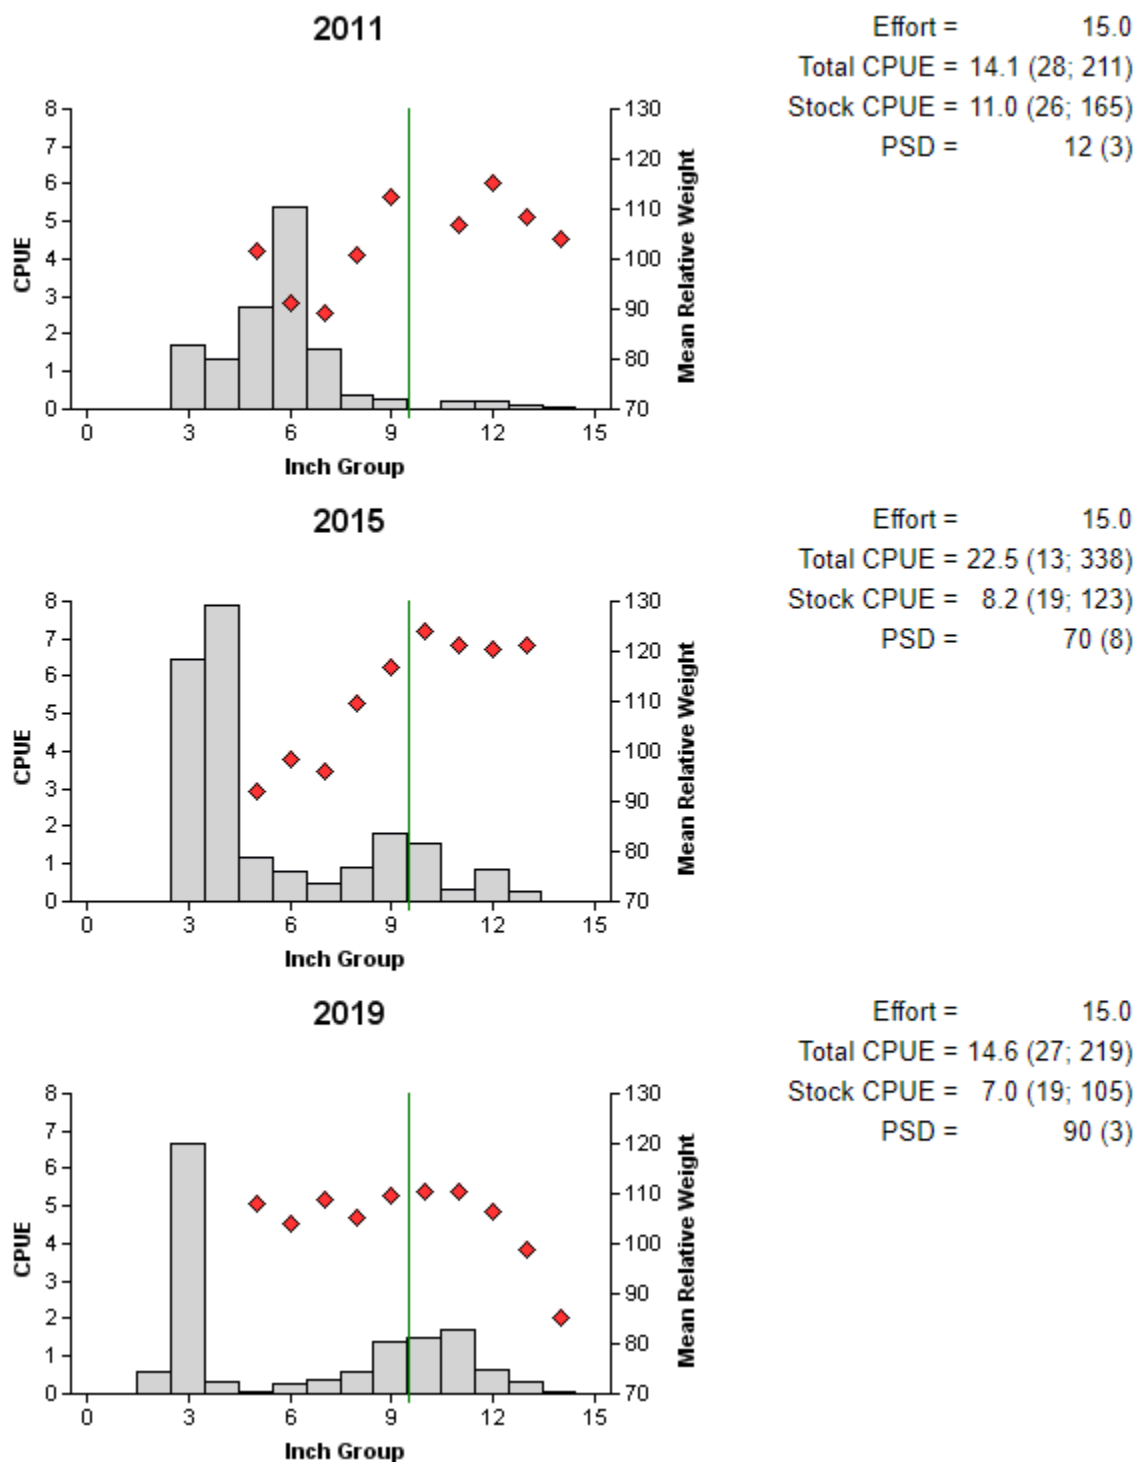 2011
Effort = 15.0
Total CPUE = 14.1 (28; 211)
Stock CPUE = 11.0 (26; 165)
PSD = 12 (3)
8
7
6
5
4
3
2
1
0
CPUE
130
120
110
100
90
80
70
Mean Relative Weight
0 3 6 9 12 15
Inch Group
2015
Effort = 15.0
Total CPUE = 22.5 (13; 338)
Stock CPUE = 8.2 (19; 123)
PSD = 70 (8)
8
7
6
5
4
3
2
1
0
CPUE
130
120
110
100
90
80
70
Mean Relative Weight
0 3 6 9 12 15
Inch Group
2019
Effort = 15.0
Total CPUE = 14.6 (27; 219)
Stock CPUE = 7.0 (19; 105)
PSD = 90 (3)
8
7
6
5
4
3
2
1
0
CPUE
130
120
110
100
90
80
70
Mean Relative Weight
0 3 6 9 12 15
Inch Group